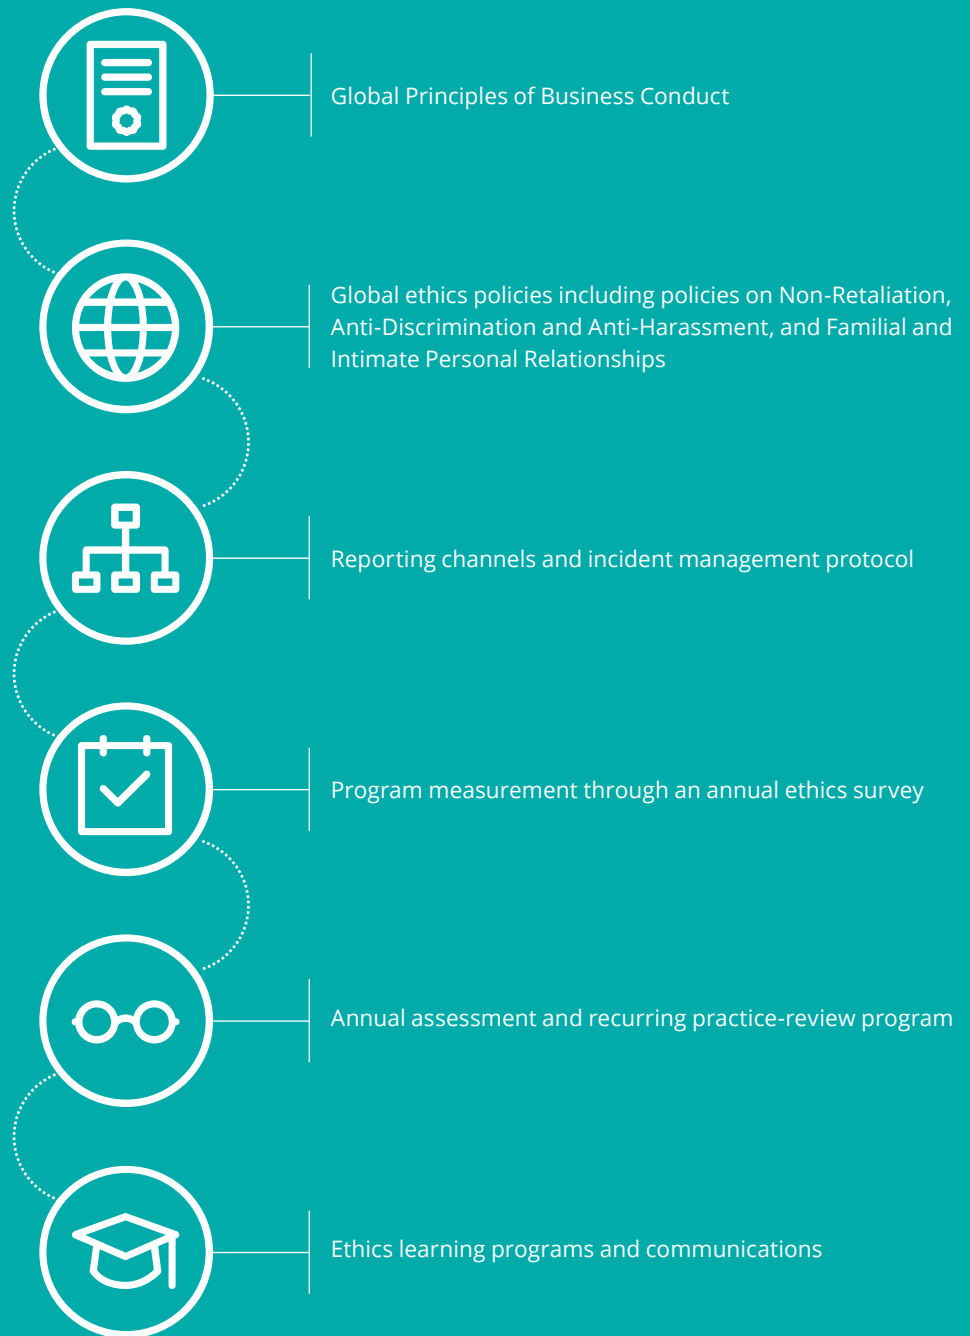 Global Principles of Business Conduct
Global ethics policies including policies on Non-Retaliation,
Anti-Discrimination and Anti-Harassment, and Familial and
Intimate Personal Relationships
Reporting channels and incident management protocol
Program measurement through an annual ethics survey
Annual assessment and recurring practice-review program
Ethics learning programs and communications